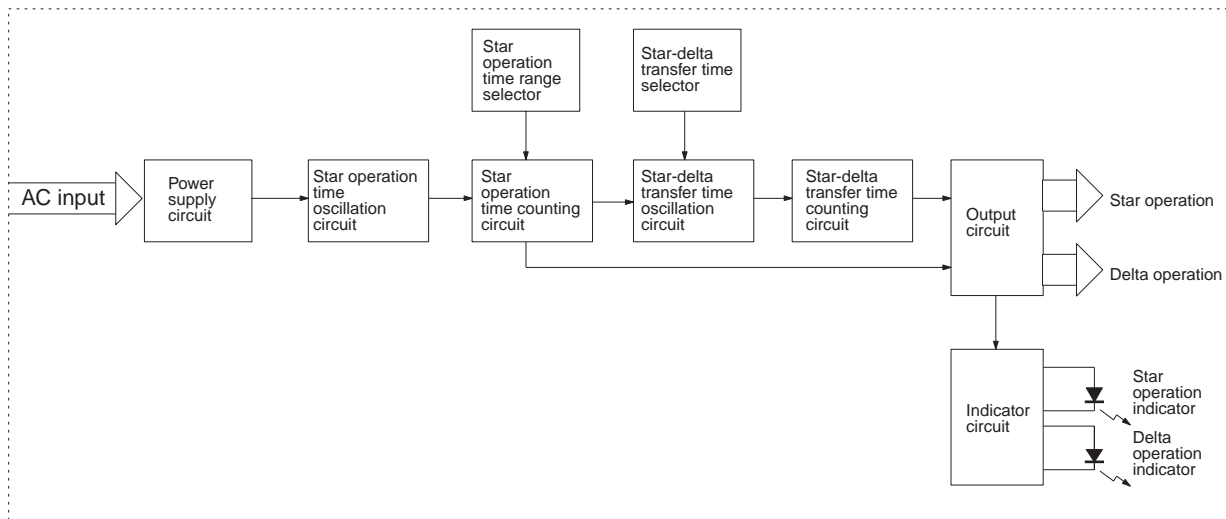 Star
operation
time range
selector
Star-delta
transfer time
selector
AC input
Power
supply
circuit
Star operation
time
oscillation
circuit
Star
operation
time counting
circuit
Star-delta
transfer time
oscillation
circuit
Star-delta
transfer time
counting
circuit
Output
circuit
Star operation
Delta operation
Indicator
circuit
Star
operation
indicator
Delta
operation
indicator